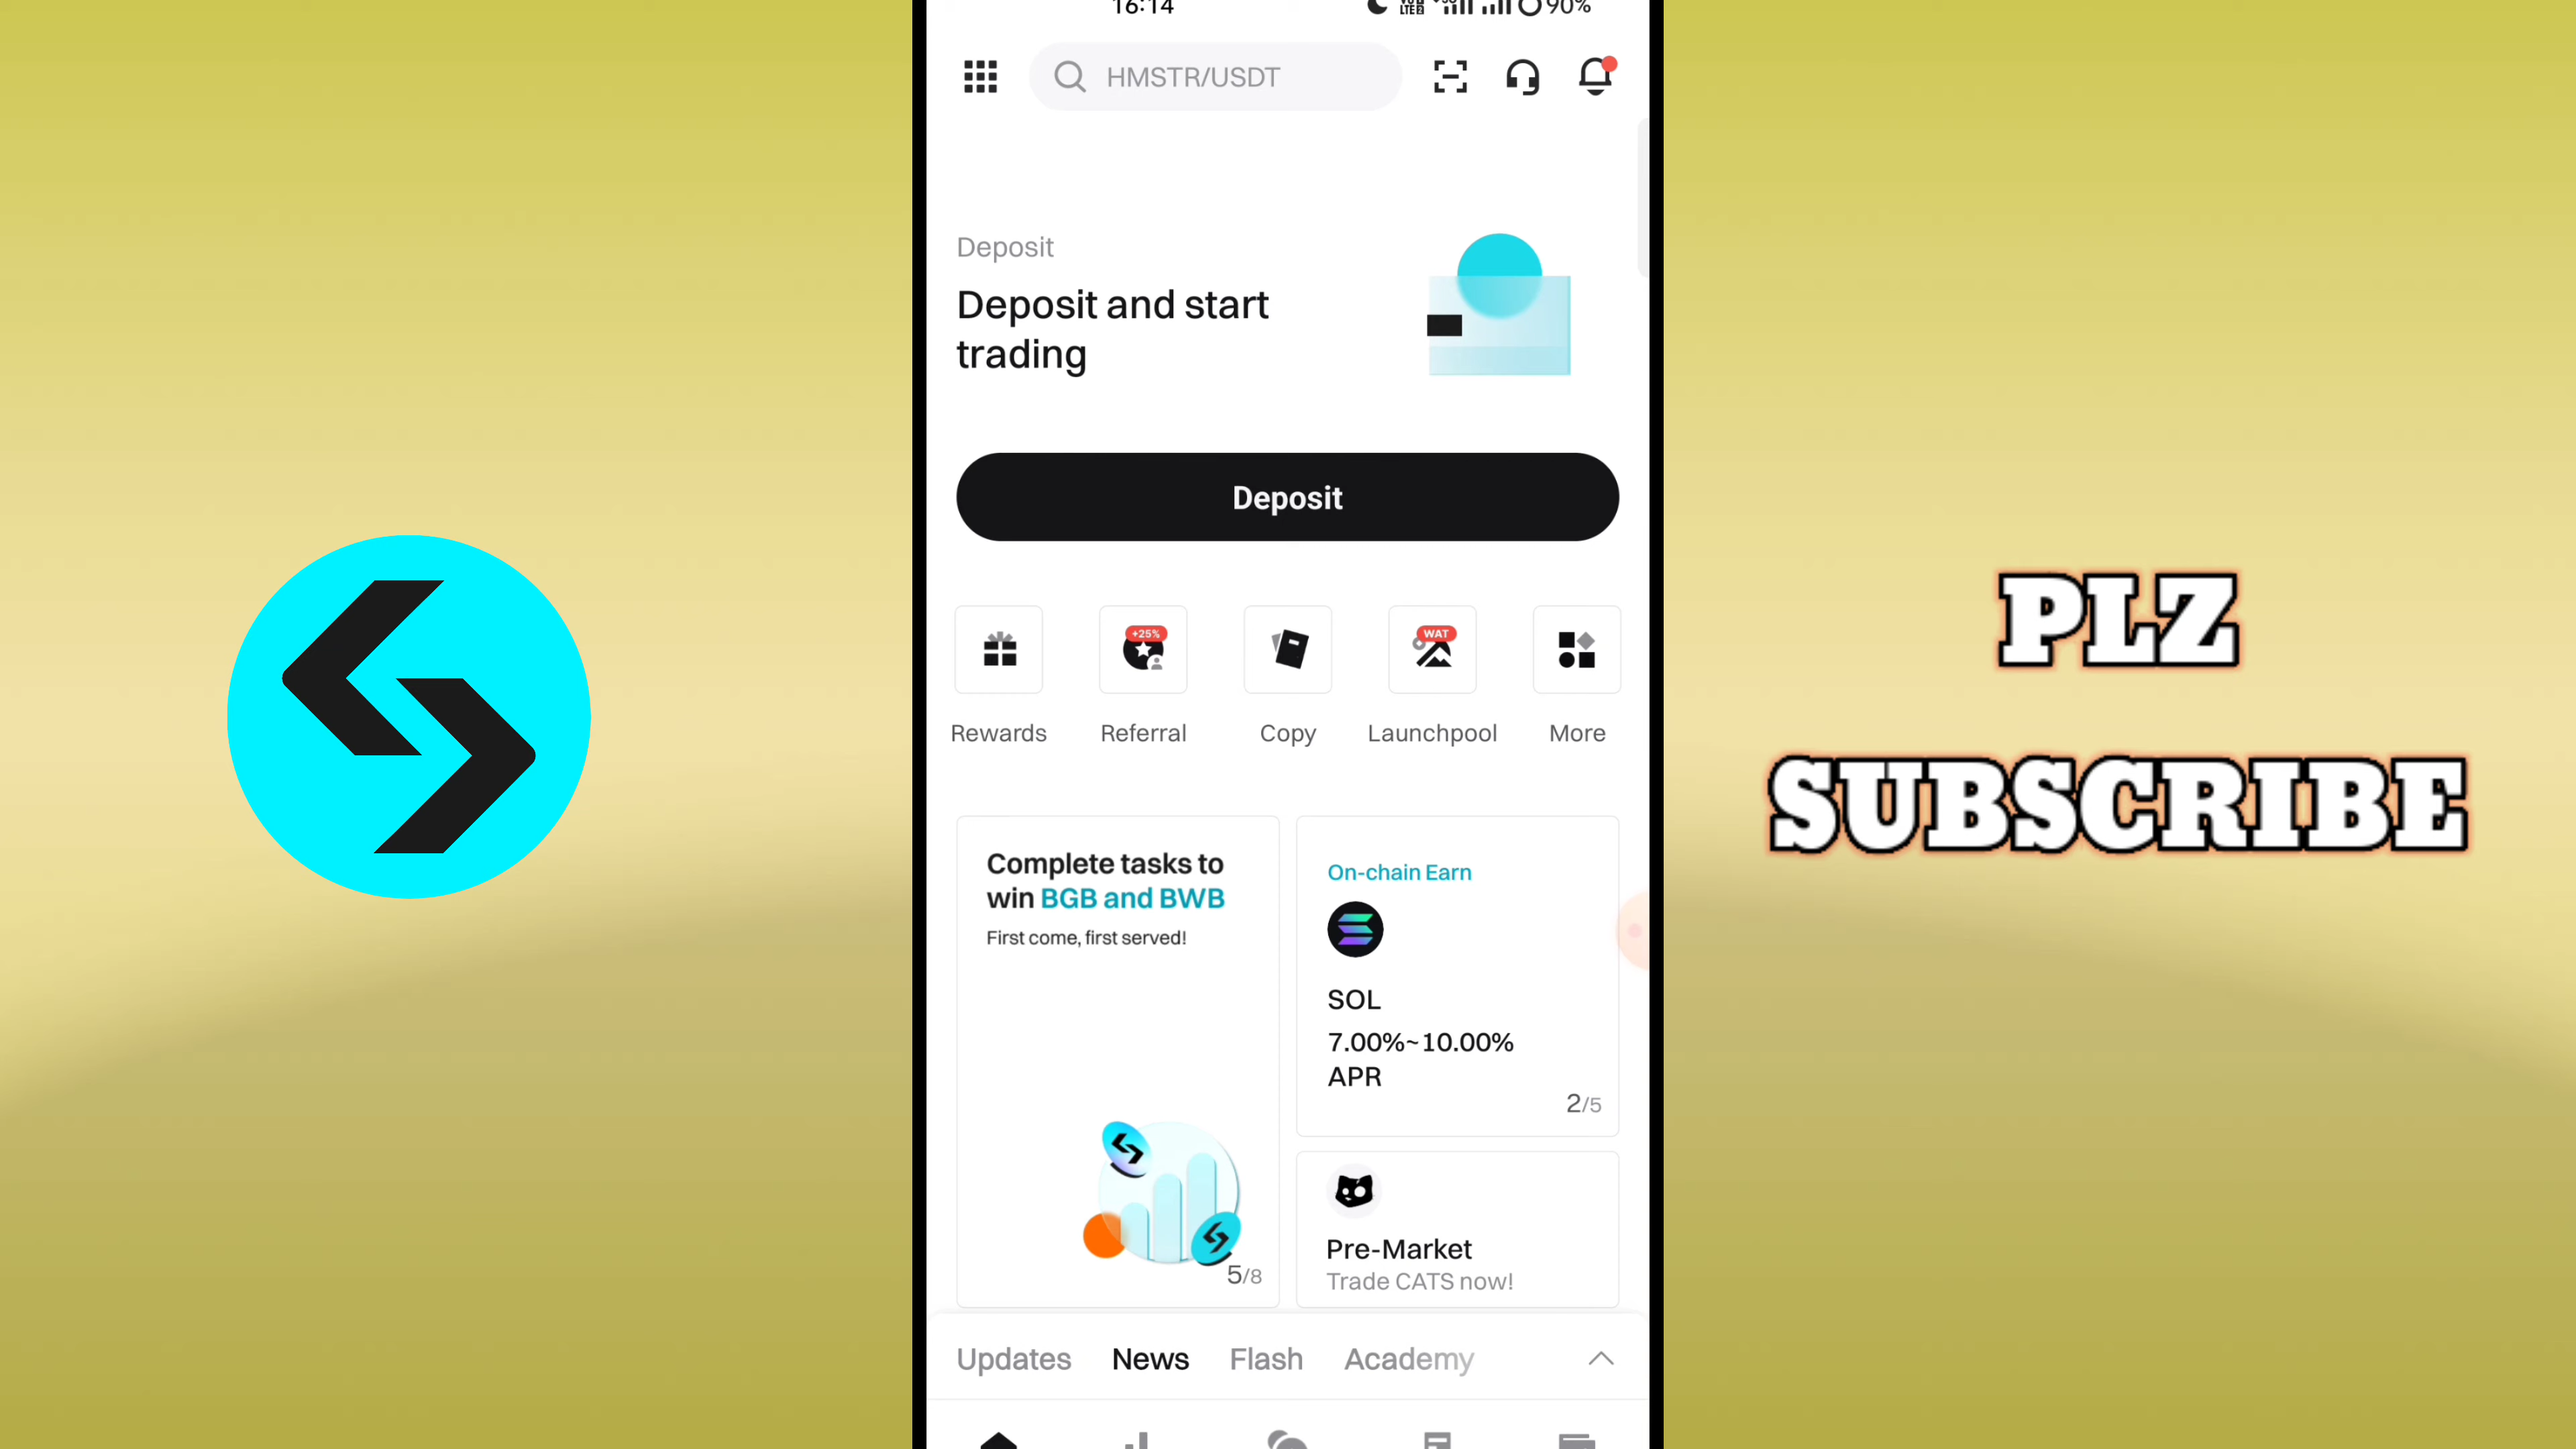 16:14
VoLTE2 90%
HMSTR/USDT
Deposit
Deposit and start
trading
Deposit
+25%
WAT
Rewards
Referral
Copy
Launchpool
More
Complete tasks to
win BGB and BWB
First come, first served!
5/8
On-chain Earn
SOL
7.00%~10.00%
APR
2/5
Pre-Market
Trade CATS now!
Updates
News
Flash
Academy
PLZ
SUBSCRIBE